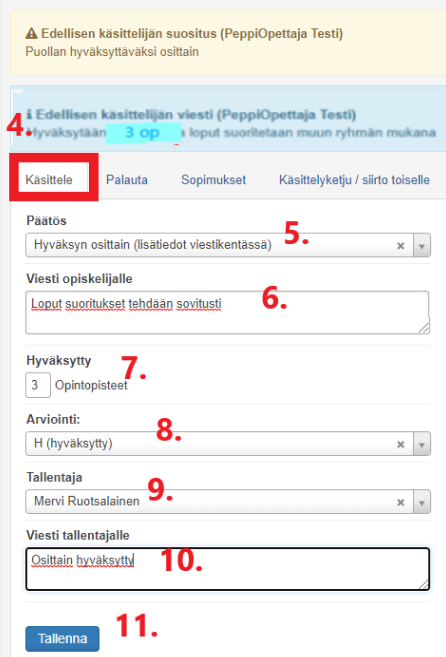 Edellisen käsittelijän suositus (PeppiOpettaja Testi)
Puollan hyväksyttäväksi osittain
Edellisen käsittelijän viesti (PeppiOpettaja Testi)
4. Hyväksytään 3 op loput suoritetaan muun ryhmän mukana
Käsittele Palauta Sopimukset Käsittelyketju / siirto toiselle
Päätös
Hyväksyn osittain (lisätiedot viestikentässä) 5.
Viesti opiskelijalle
Loput suoritukset tehdään sovitusti 6.
Hyväksytty
7.
3 Opintopisteet
Arviointi:
H (hyväksytty) 8.
Tallentaja
Mervi Ruotsalainen 9.
Viesti tallentajalle
Osittain hyväksytty 10.
Tallenna 11.